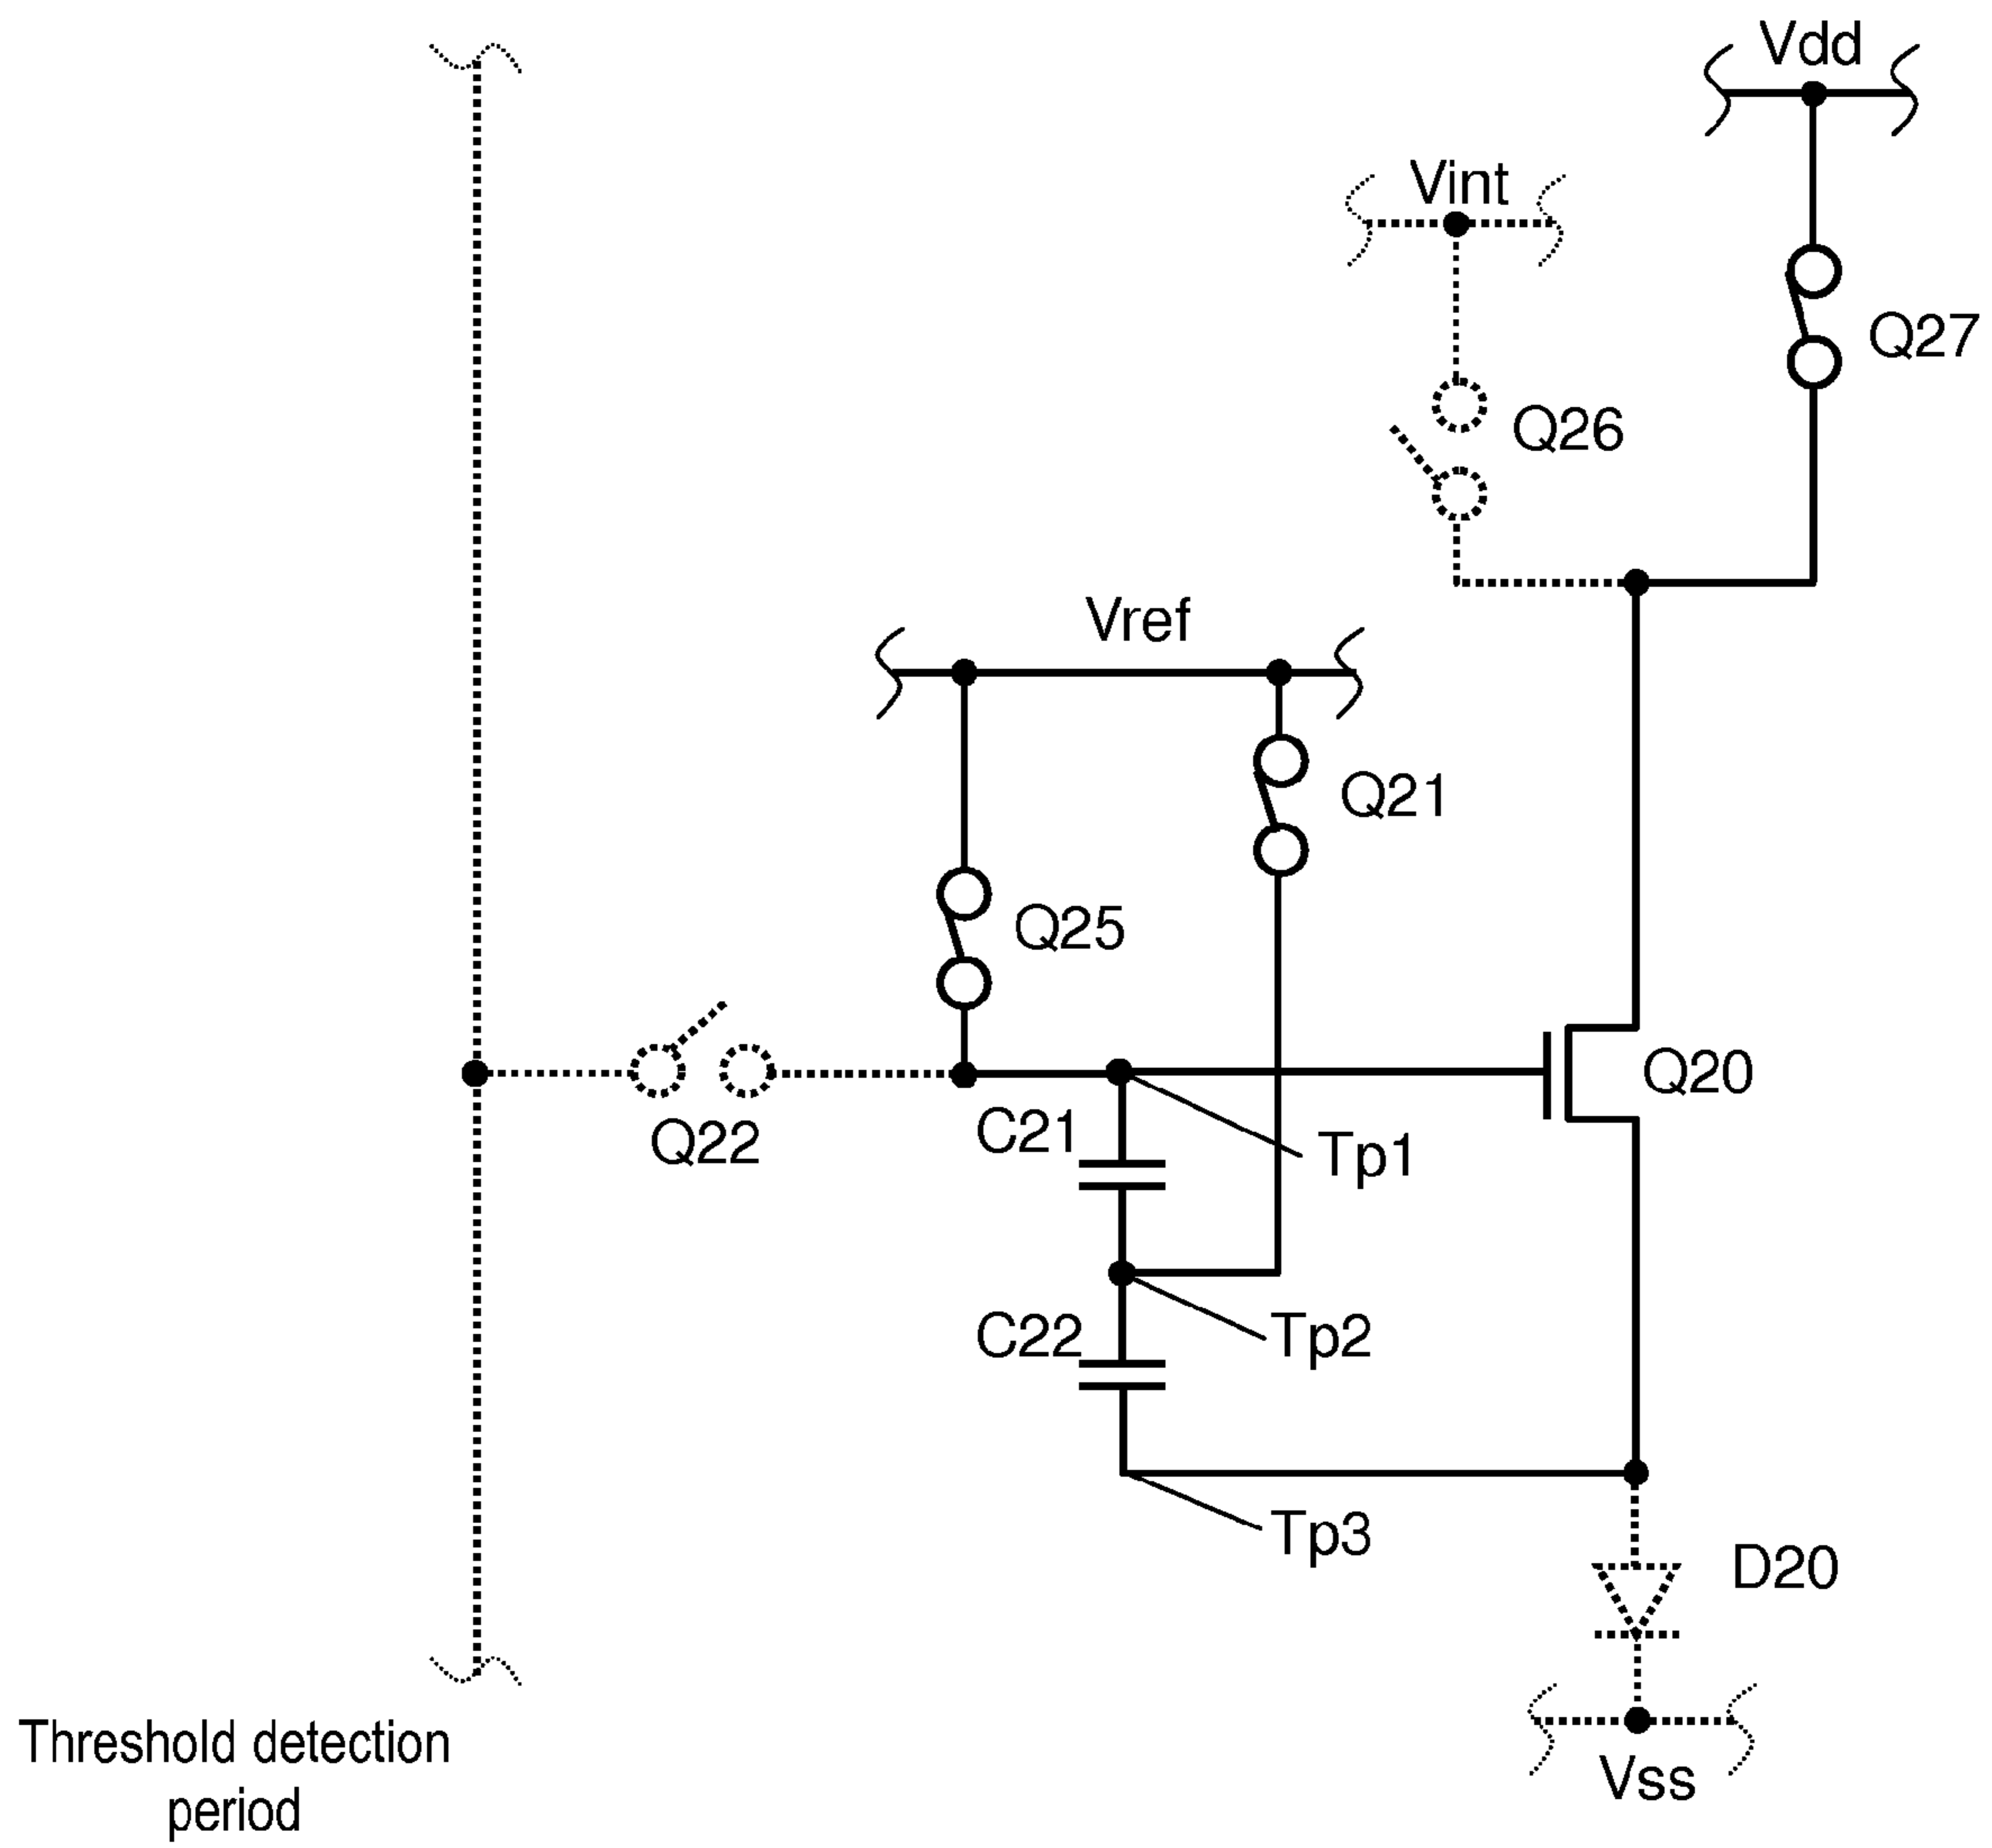 Vdd
Vint
Q27
Q26
Vref
Q21
Q25
Q20
C21
Q22
Tp1
C22
Tp2
Tp3
D20
Threshold detection
period
Vss